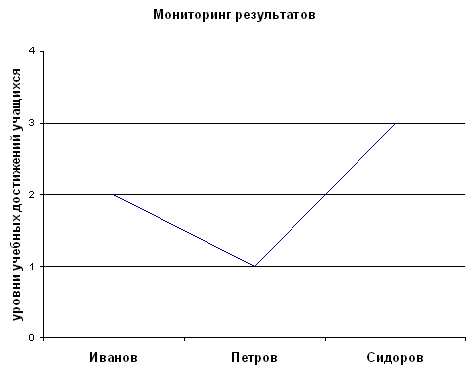 Мониторинг результатов
уровни учебных достижений учащихся
4
3
2
1
0
Иванов Петров Сидоров